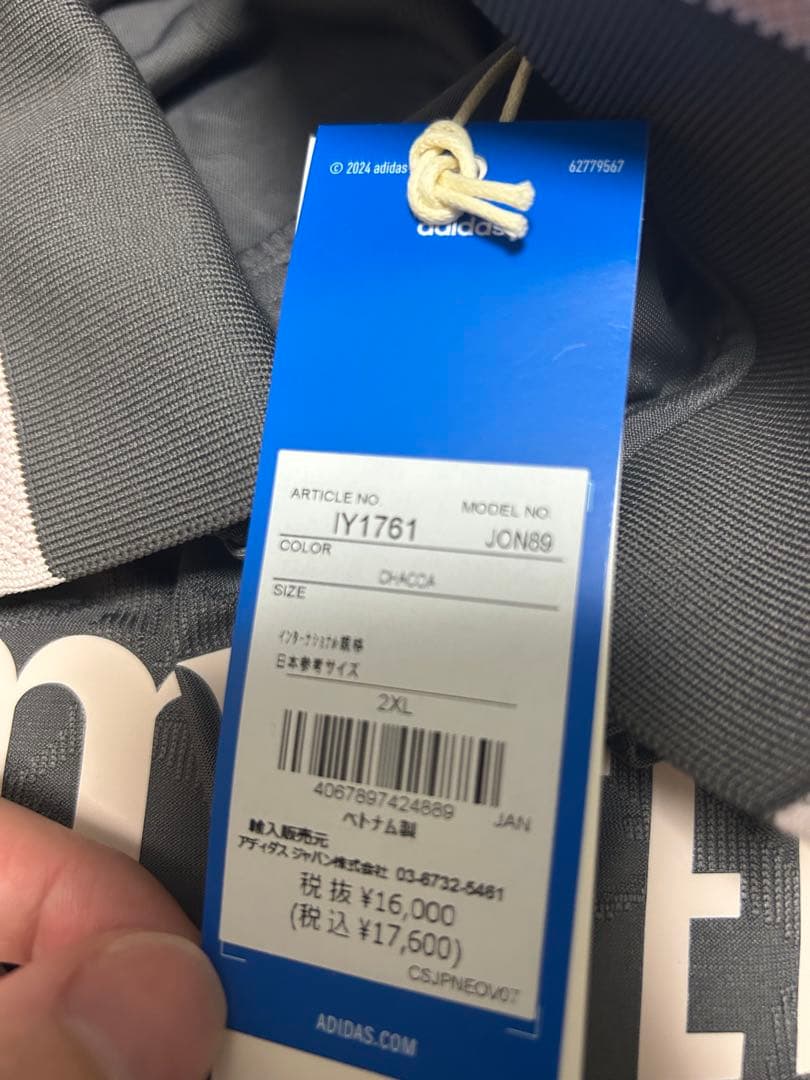 © 2024 adidas
62779567
adidas
ARTICLE NO.
MODEL NO.
IY1761
JON89
COLOR
CHACOA
SIZE
インターナショナル規格
日本参考サイズ
2XL
4067897424889
JAN
ベトナム製
輸入販売元
アディダス ジャパン株式会社 03-6732-5461
税抜 ¥16,000
(税込 ¥17,600)
CSJPNEOV07
ADIDAS.COM